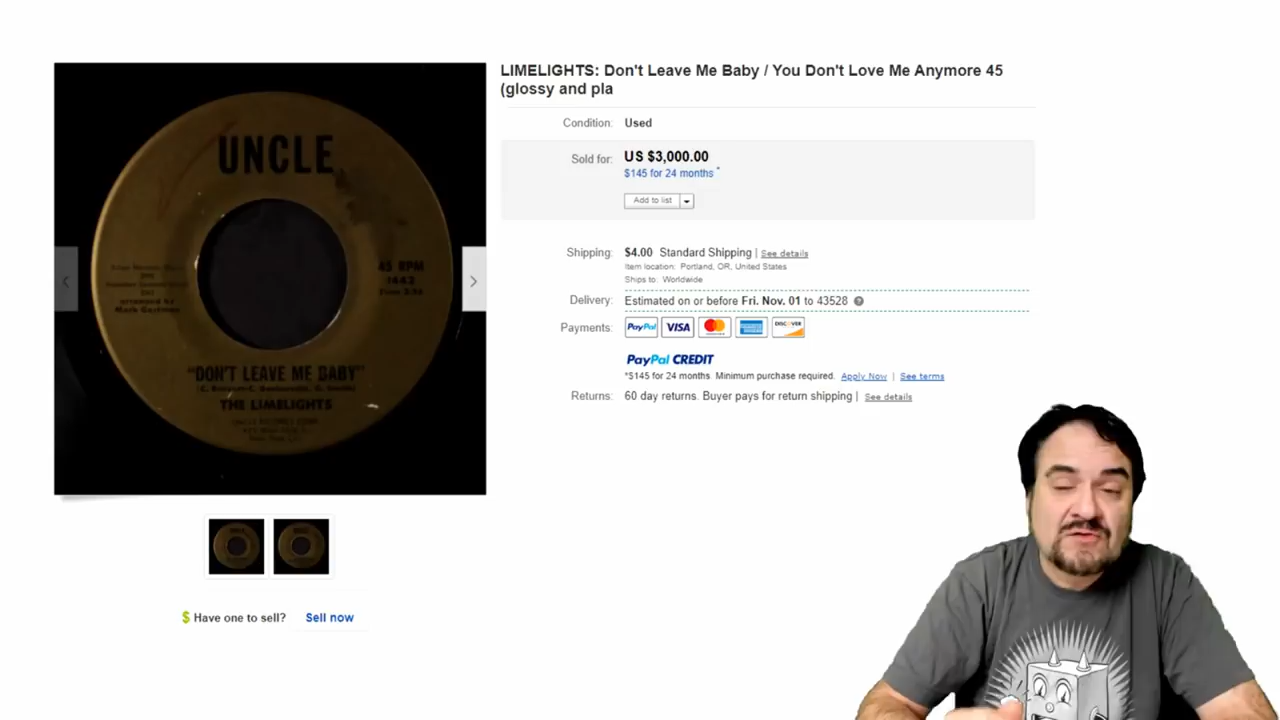 LIMELIGHTS: Don't Leave Me Baby / You Don't Love Me Anymore 45
(glossy and pla
Condition: Used
Sold for: US $3,000.00
$145 for 24 months *
Add to list
Shipping: $4.00 Standard Shipping | See details
Item location: Portland, OR, United States
Ships to: Worldwide
Delivery: Estimated on or before Fri. Nov. 01 to 43528 ?
Payments: PayPal VISA MasterCard DISCOVER
PayPal CREDIT
*$145 for 24 months. Minimum purchase required. Apply Now | See terms
Returns: 60 day returns. Buyer pays for return shipping | See details
UNCLE
45 RPM
1442
arranged by
"DON'T LEAVE ME BABY"
THE LIMELIGHTS
$ Have one to sell? Sell now